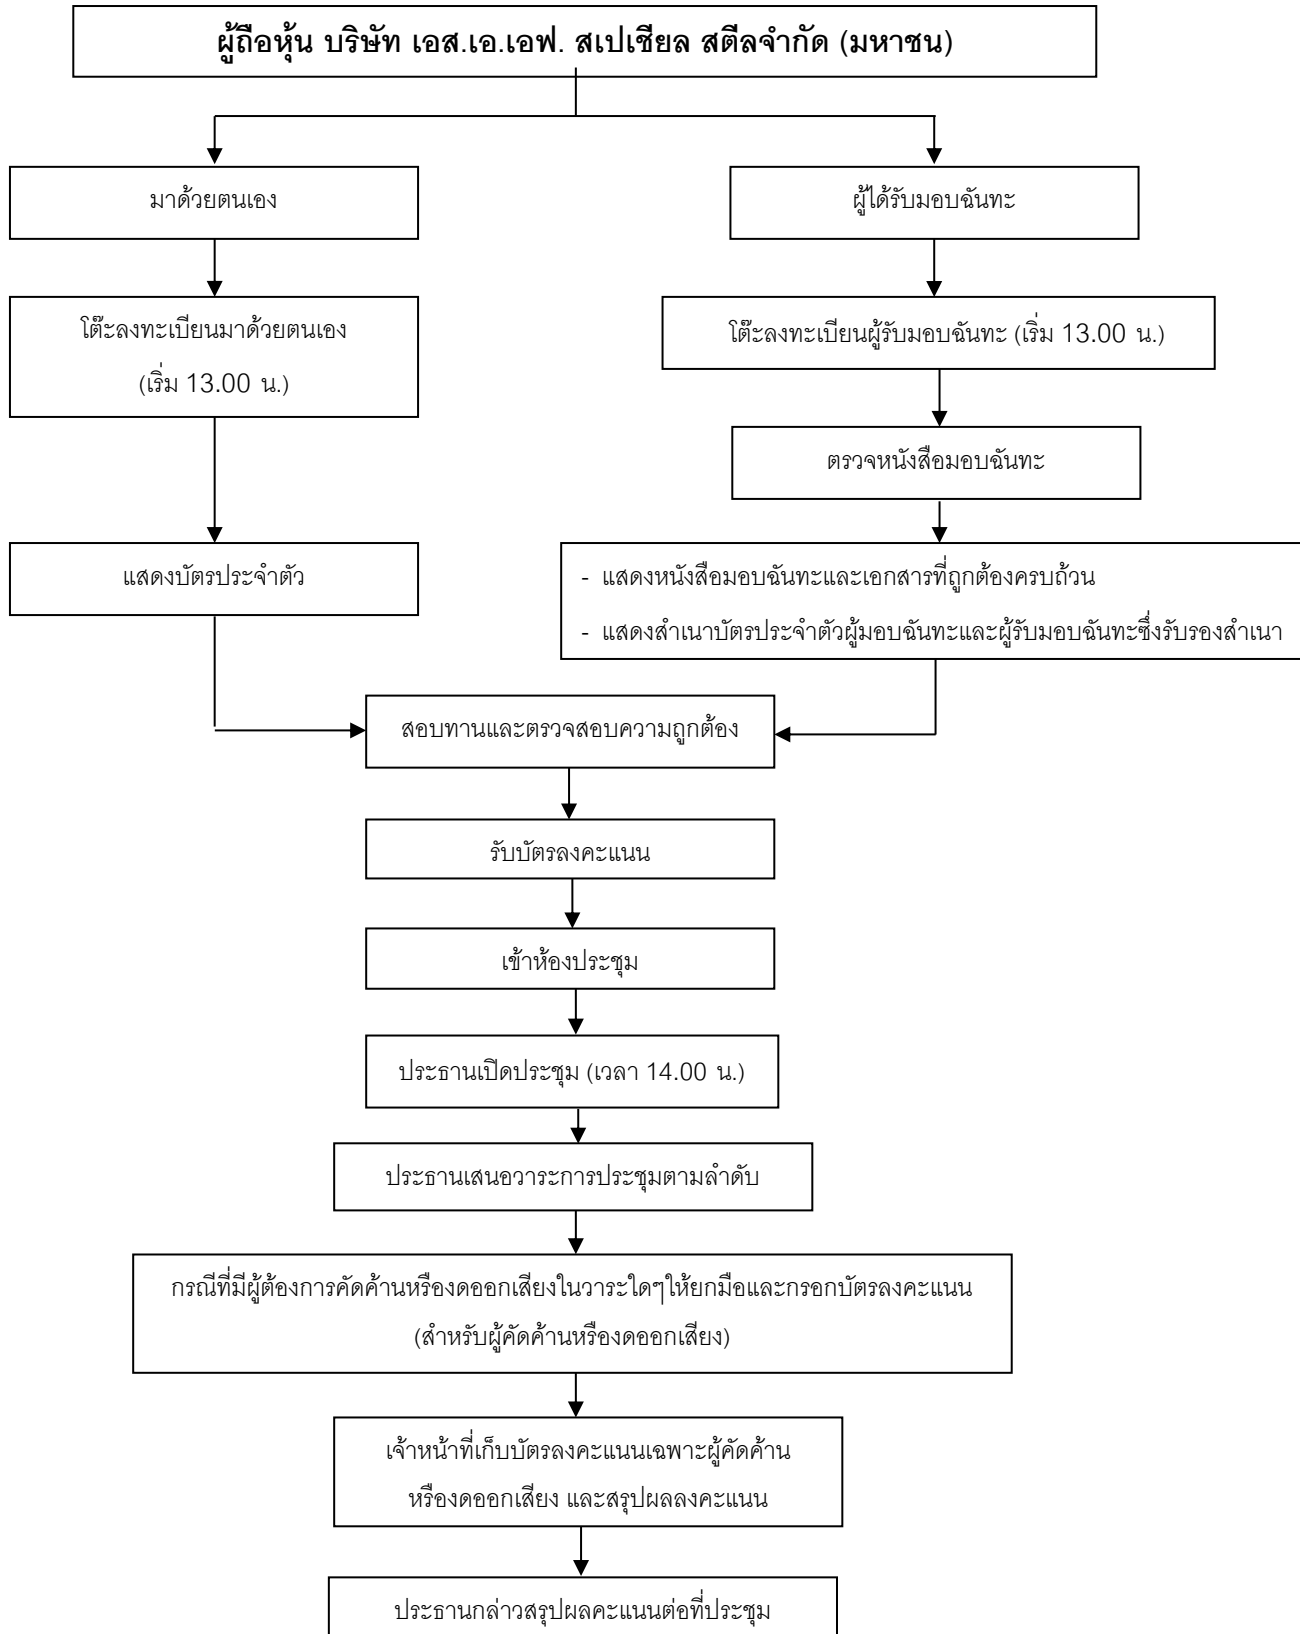 ผู้ถือหุ้น บริษัท เอส.เอ.เอฟ. สเปเชียล สตีลจำกัด (มหาชน)
มาด้วยตนเอง
ผู้ได้รับมอบฉันทะ
โต๊ะลงทะเบียนมาด้วยตนเอง
(เริ่ม 13.00 น.)
โต๊ะลงทะเบียนผู้รับมอบฉันทะ (เริ่ม 13.00 น.)
ตรวจหนังสือมอบฉันทะ
แสดงบัตรประจำตัว
- แสดงหนังสือมอบฉันทะและเอกสารที่ถูกต้องครบถ้วน
- แสดงสำเนาบัตรประจำตัวผู้มอบฉันทะและผู้รับมอบฉันทะซึ่งรับรองสำเนา
สอบทานและตรวจสอบความถูกต้อง
รับบัตรลงคะแนน
เข้าห้องประชุม
ประธานเปิดประชุม (เวลา 14.00 น.)
ประธานเสนอวาระการประชุมตามลำดับ
กรณีที่มีผู้ต้องการคัดค้านหรืองดออกเสียงในวาระใดๆให้ยกมือและกรอกบัตรลงคะแนน
(สำหรับผู้คัดค้านหรืองดออกเสียง)
เจ้าหน้าที่เก็บบัตรลงคะแนนเฉพาะผู้คัดค้าน
หรืองดออกเสียง และสรุปผลลงคะแนน
ประธานกล่าวสรุปผลคะแนนต่อที่ประชุม